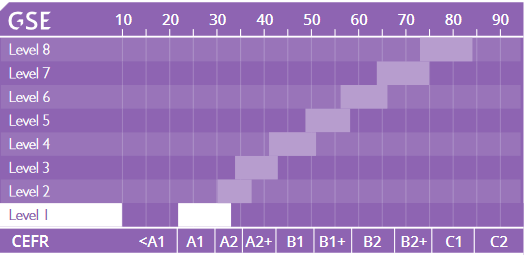 GSE 10 20 30 40 50 60 70 80 90
Level 8
Level 7
Level 6
Level 5
Level 4
Level 3
Level 2
Level 1
CEFR <A1 A1 A2 A2+ B1 B1+ B2 B2+ C1 C2